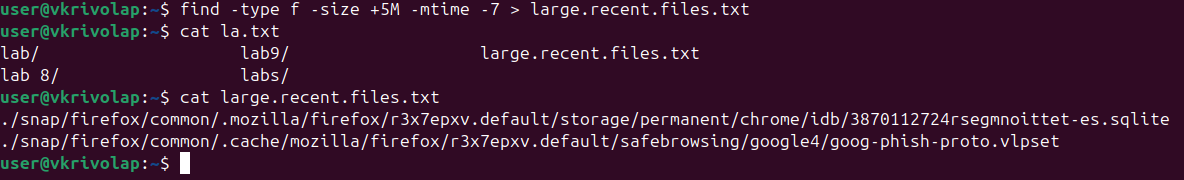 user@vkrivolap:~$ find -type f -size +5M -mtime -7 > large.recent.files.txt
user@vkrivolap:~$ cat la.txt
lab/ lab9/ large.recent.files.txt
lab 8/ labs/
user@vkrivolap:~$ cat large.recent.files.txt
./snap/firefox/common/.mozilla/firefox/r3x7epxv.default/storage/permanent/chrome/idb/3870112724rsegmnoittet-es.sqlite
./snap/firefox/common/.cache/mozilla/firefox/r3x7epxv.default/safebrowsing/google4/goog-phish-proto.vlpset
user@vkrivolap:~$